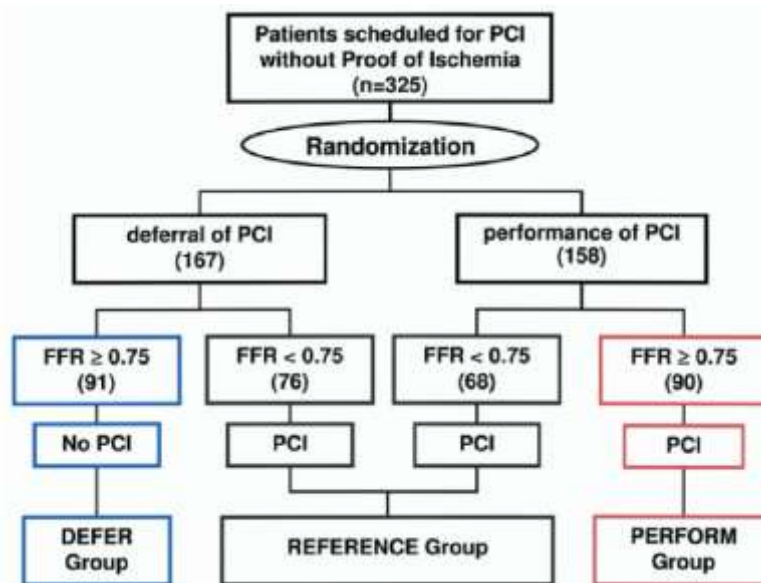 Patients scheduled for PCI
without Proof of Ischemia
(n=325)
Randomization
deferral of PCI
(167)
performance of PCI
(158)
FFR ≥ 0.75
(91)
FFR < 0.75
(76)
FFR < 0.75
(68)
FFR ≥ 0.75
(90)
No PCI
PCI
PCI
PCI
DEFER
Group
REFERENCE Group
PERFORM
Group